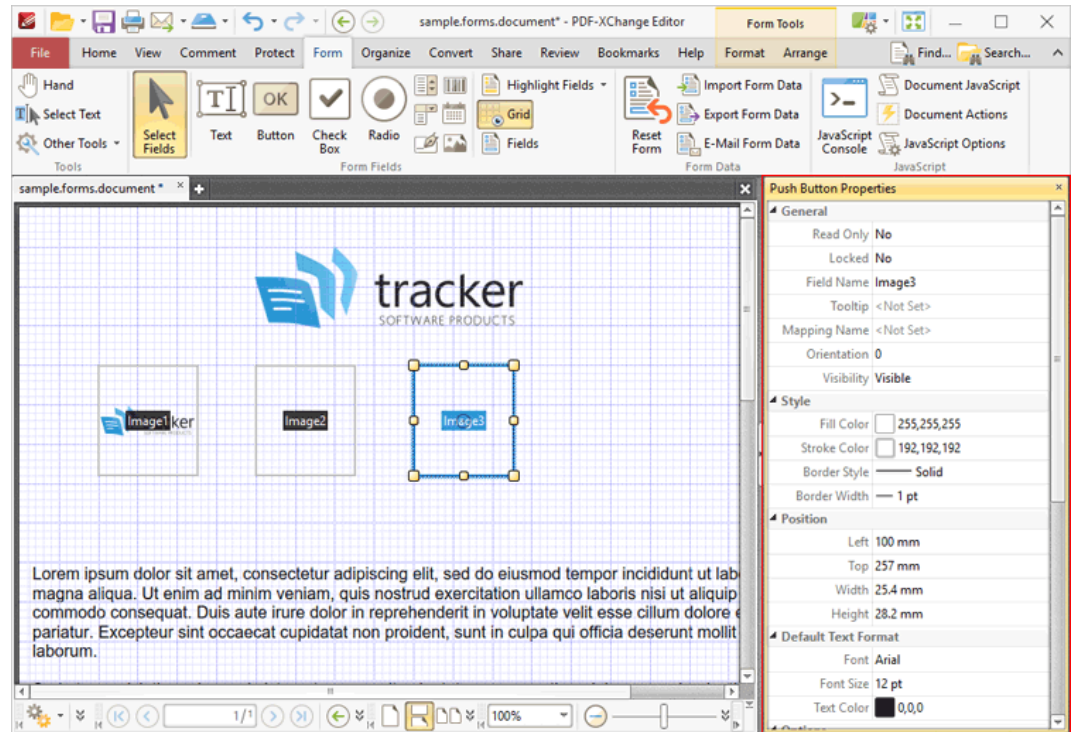 sample.forms.document* - PDF-XChange Editor
Form Tools
File Home View Comment Protect Form Organize Convert Share Review Bookmarks Help Format Arrange Find... Search...
Hand
Select Text
Other Tools
Tools
Select Fields
T
Text
OK
Button
Check Box
Radio
Highlight Fields
Grid
Fields
Form Fields
Reset Form
Import Form Data
Export Form Data
E-Mail Form Data
Form Data
JavaScript Console
Document JavaScript
Document Actions
JavaScript Options
JavaScript
sample.forms.document *
tracker
SOFTWARE PRODUCTS
Image1 ker
Image2
Image3
Lorem ipsum dolor sit amet, consectetur adipiscing elit, sed do eiusmod tempor incididunt ut lab
magna aliqua. Ut enim ad minim veniam, quis nostrud exercitation ullamco laboris nisi ut aliquip
commodo consequat. Duis aute irure dolor in reprehenderit in voluptate velit esse cillum dolore e
pariatur. Excepteur sint occaecat cupidatat non proident, sunt in culpa qui officia deserunt mollit
laborum.
1/1
100%
Push Button Properties
General
Read Only No
Locked No
Field Name Image3
Tooltip <Not Set>
Mapping Name <Not Set>
Orientation 0
Visibility Visible
Style
Fill Color 255,255,255
Stroke Color 192,192,192
Border Style Solid
Border Width 1 pt
Position
Left 100 mm
Top 257 mm
Width 25.4 mm
Height 28.2 mm
Default Text Format
Font Arial
Font Size 12 pt
Text Color 0,0,0